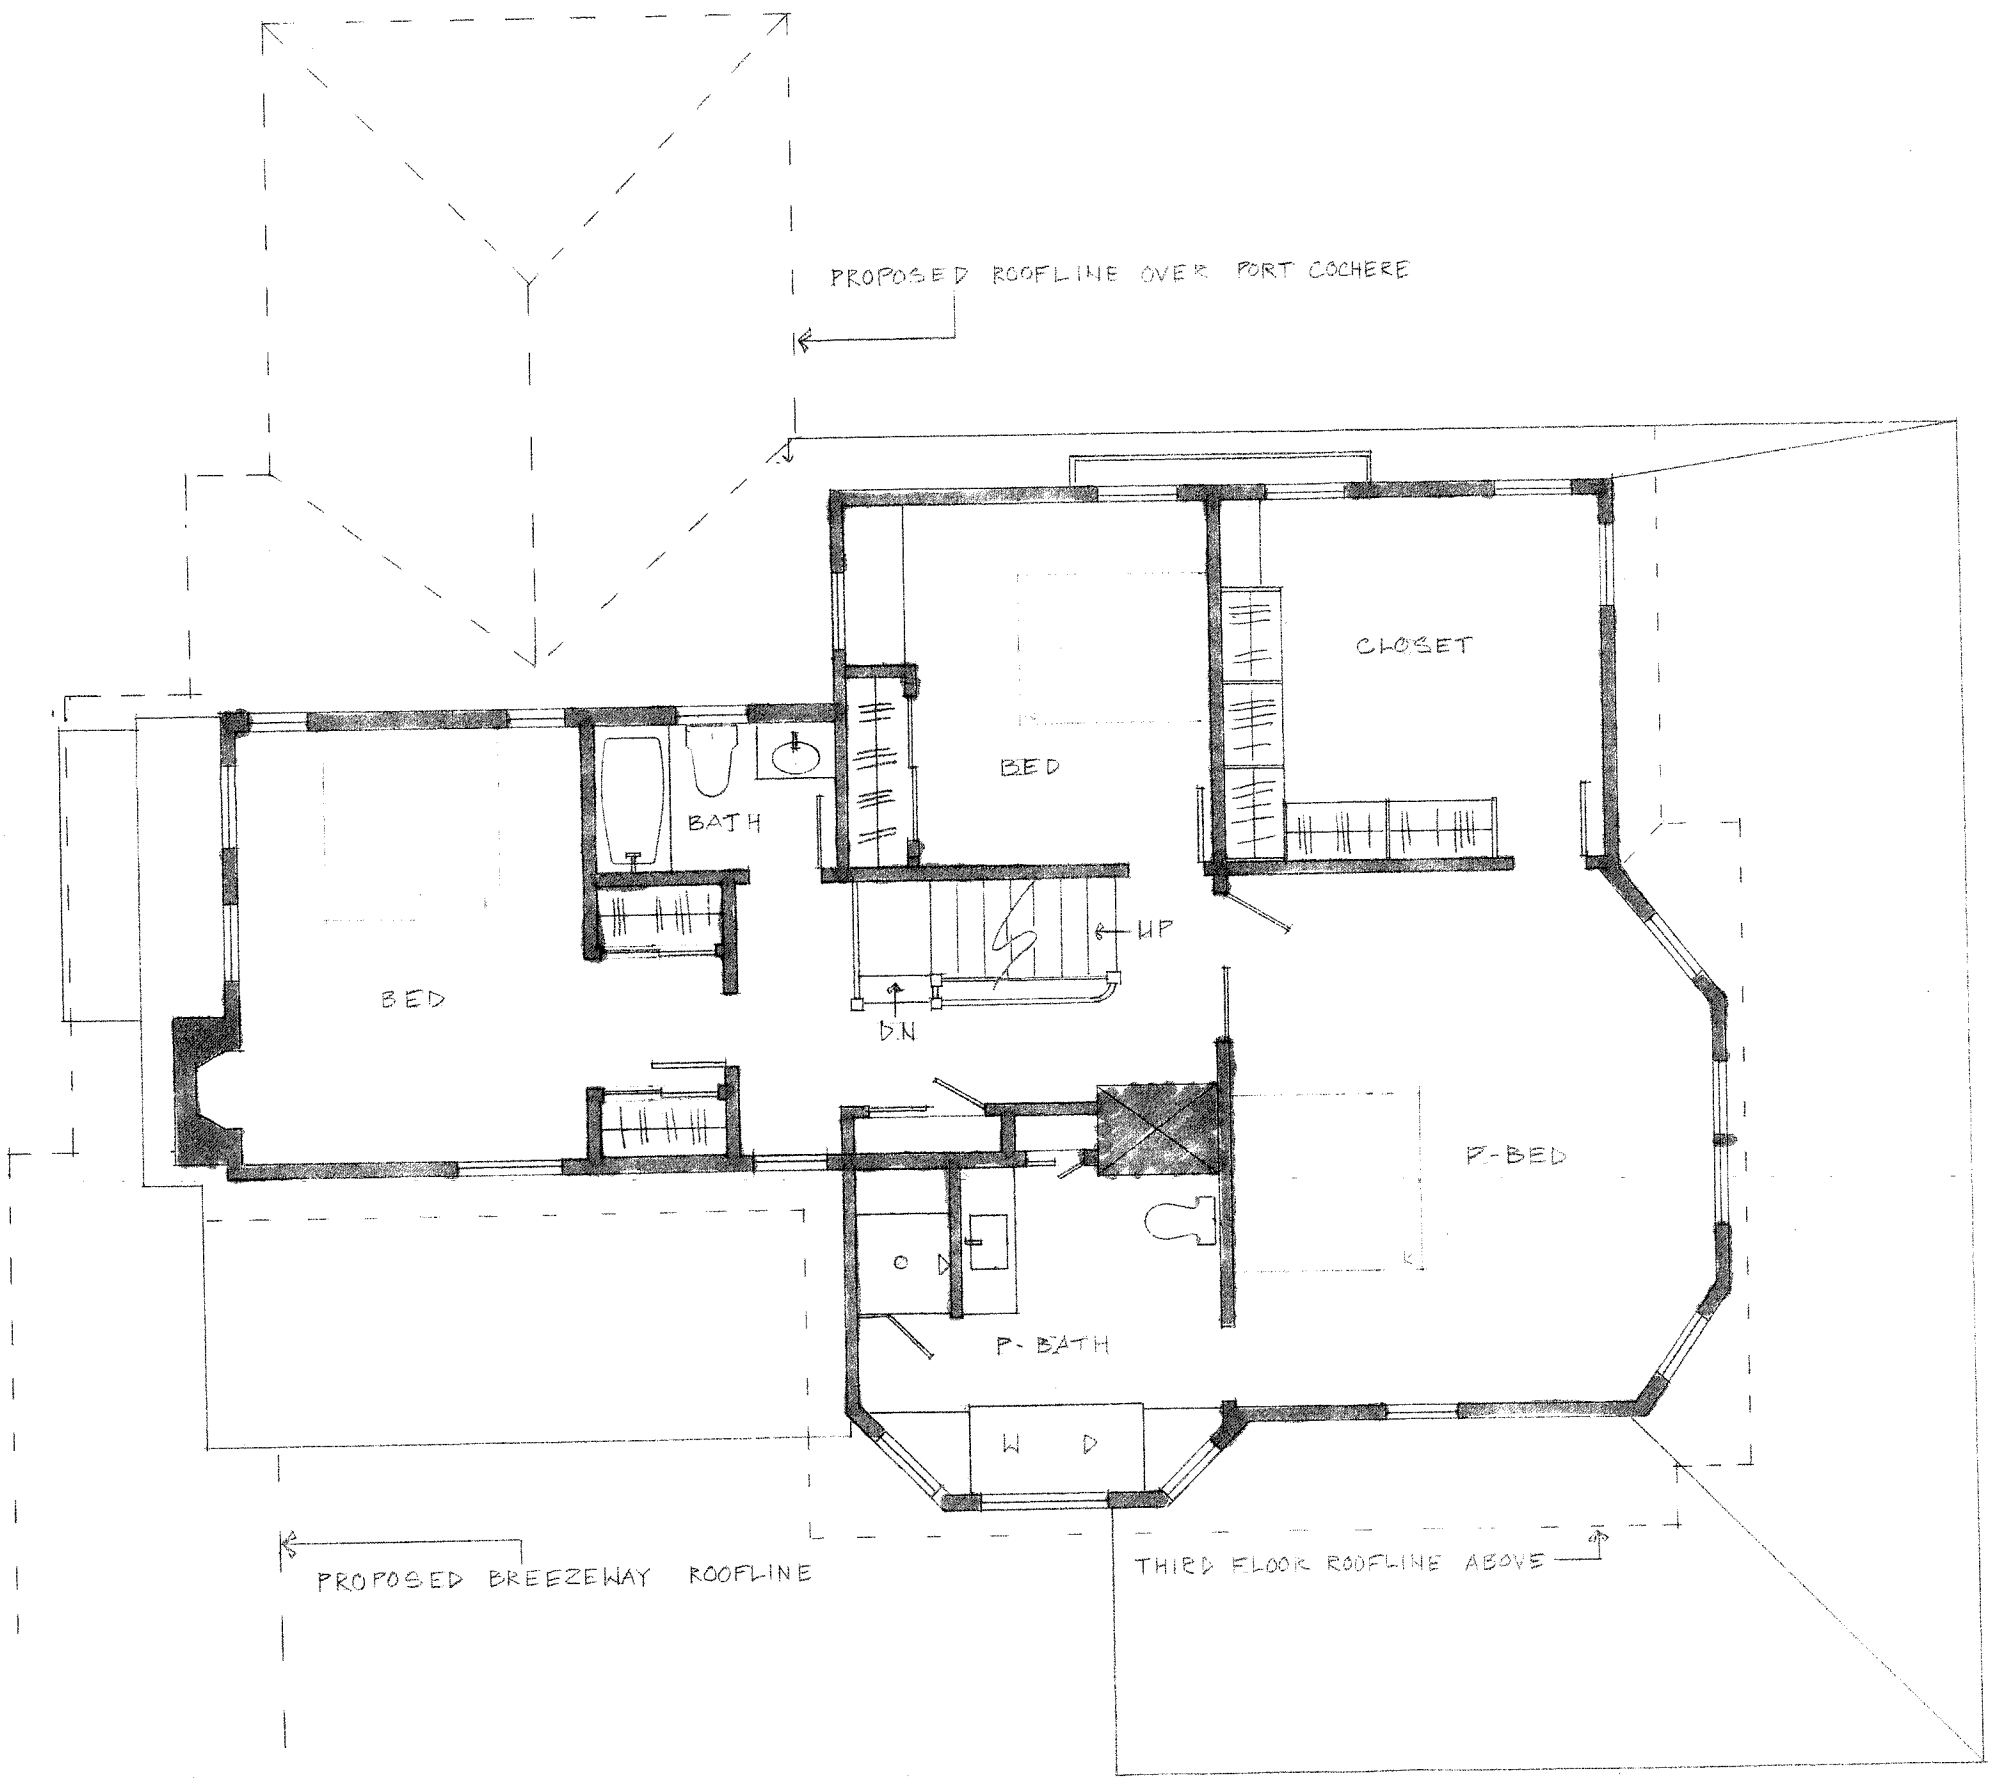 PROPOSED ROOFLINE OVER PORT COCHERE
CLOSET
BED
BATH
UP
BED
DN
P-BED
K
P-BATH
W D
THIRD FLOOR ROOFLINE ABOVE
PROPOSED BREEZEWAY ROOFLINE